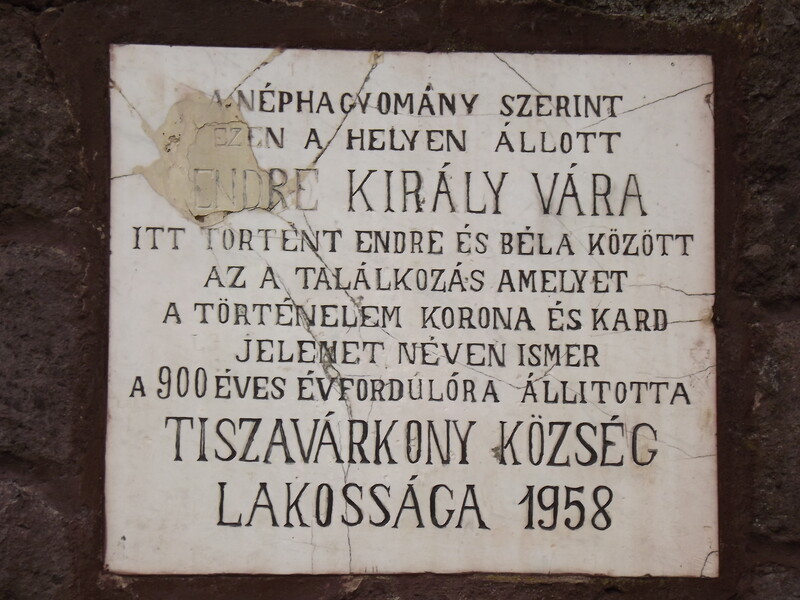 A NÉPHAGYOMÁNY SZERINT
EZEN A HELYEN ÁLLOTT
ENDRE KIRÁLY VÁRA
ITT TÖRTÉNT ENDRE ÉS BÉLA KÖZÖTT
AZ A TALÁLKOZÁS AMELYET
A TÖRTÉNELEM KORONA ÉS KARD
JELENET NÉVEN ISMER
A 900 ÉVES ÉVFORDULÓRA ÁLLITOTTA
TISZAVÁRKONY KÖZSÉG
LAKOSSÁGA 1958